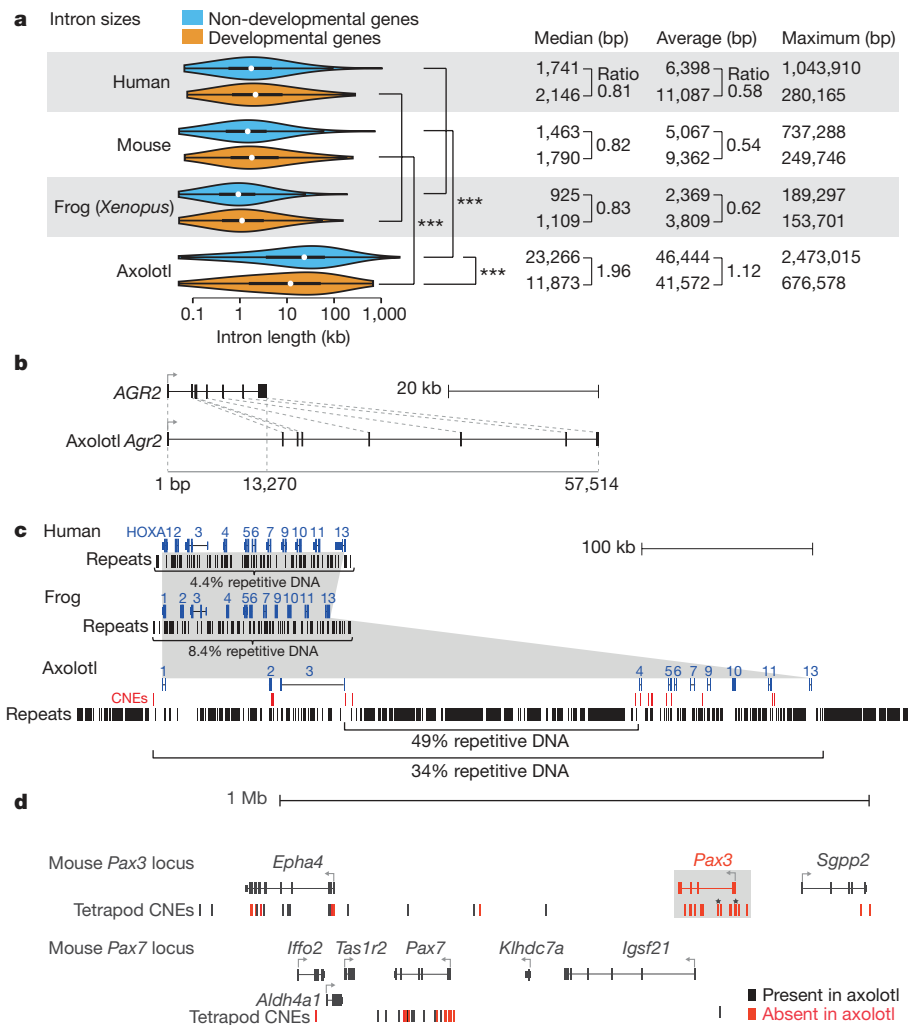 a Intron sizes
Non-developmental genes
Developmental genes
Median (bp) Average (bp) Maximum (bp)
Human
1,741 Ratio 6,398 Ratio 1,043,910
2,146 0.81 11,087 0.58 280,165
Mouse
1,463 0.82 5,067 0.54 737,288
1,790 9,362 249,746
Frog (Xenopus)
925 0.83 2,369 0.62 189,297
1,109 3,809 153,701
Axolotl
23,266 1.96 46,444 1.12 2,473,015
11,873 41,572 676,578
***
***
***
0.1 1 10 100 1,000
Intron length (kb)
b
AGR2 20 kb
Axolotl Agr2
1 bp 13,270 57,514
c
Human HOXA12 3 4 56 7 9 10 11 13 100 kb
Repeats
4.4% repetitive DNA
Frog
1 2 3 4 56 7 8 9 10 11 13
Repeats
8.4% repetitive DNA
Axolotl
1 2 3 4 56 7 9 10 11 13
CNEs
Repeats
49% repetitive DNA
34% repetitive DNA
1 Mb
d
Mouse Pax3 locus Epha4 Pax3 Sgpp2
Tetrapod CNEs * *
Mouse Pax7 locus Iffo2 Tas1r2 Pax7 Klhdc7a Igsf21
Aldh4a1
Tetrapod CNEs
Present in axolotl
Absent in axolotl